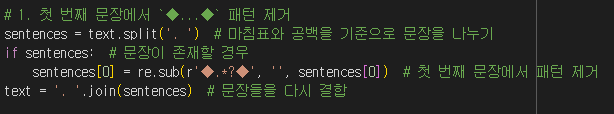 # 1. 첫 번째 문장에서 `◆...◆` 패턴 제거
sentences = text.split('. ')  # 마침표와 공백을 기준으로 문장을 나누기
if sentences:  # 문장이 존재할 경우
    sentences[0] = re.sub(r'◆.*?◆', '', sentences[0])  # 첫 번째 문장에서 패턴 제거
text = '. '.join(sentences)  # 문장들을 다시 결합